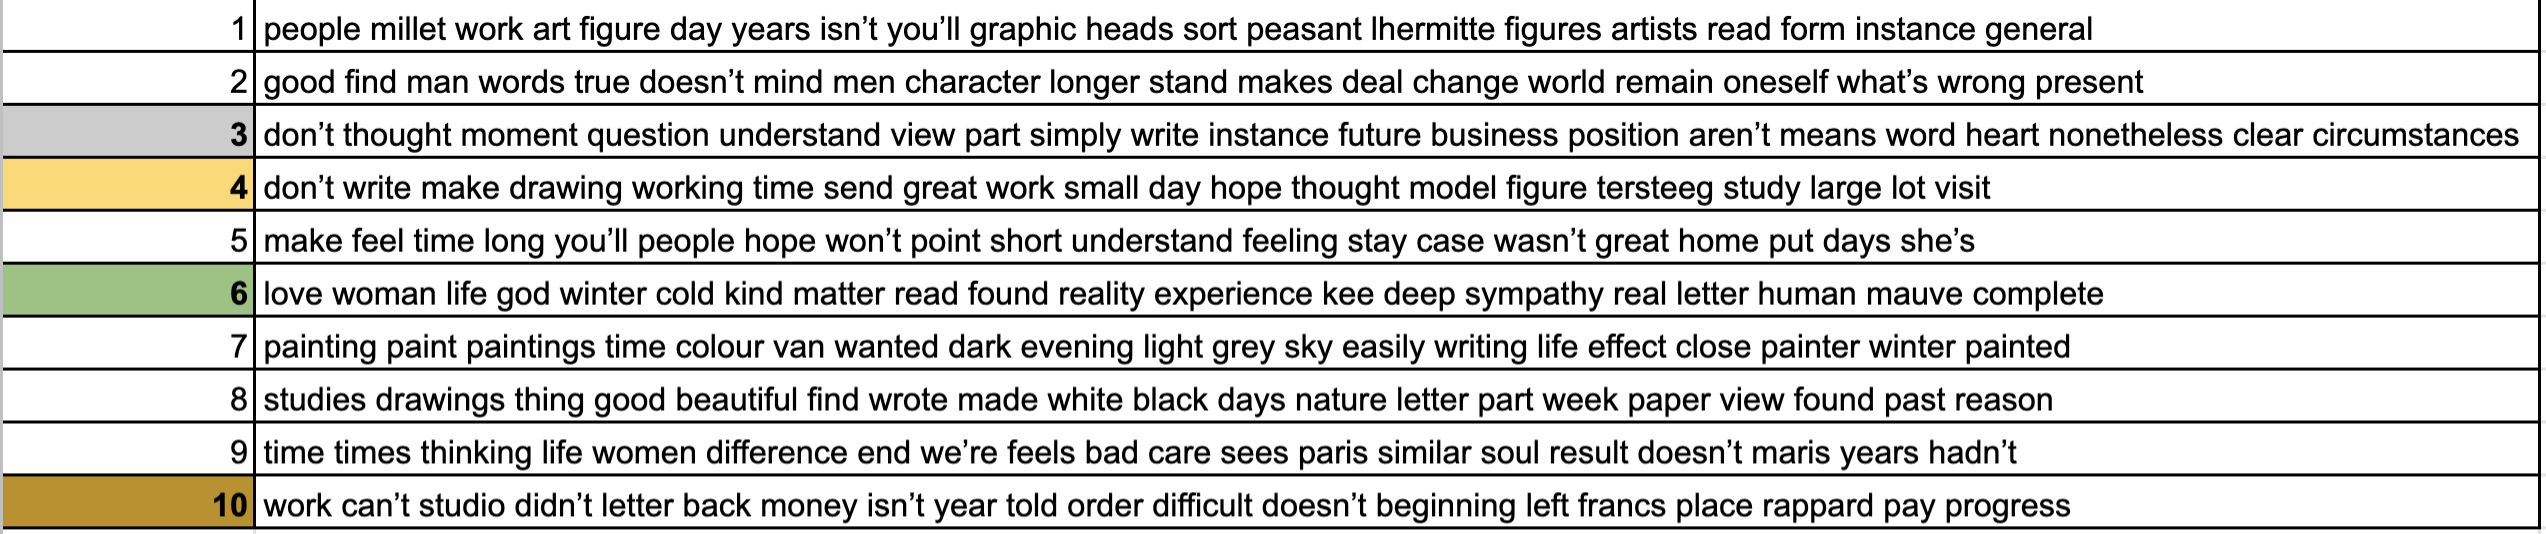 1 people millet work art figure day years isn’t you’ll graphic heads sort peasant lhermitte figures artists read form instance general
2 good find man words true doesn’t mind men character longer stand makes deal change world remain oneself what’s wrong present
3 don’t thought moment question understand view part simply write instance future business position aren’t means word heart nonetheless clear circumstances
4 don’t write make drawing working time send great work small day hope thought model figure tersteeg study large lot visit
5 make feel time long you’ll people hope won’t point short understand feeling stay case wasn’t great home put days she’s
6 love woman life god winter cold kind matter read found reality experience kee deep sympathy real letter human mauve complete
7 painting paint paintings time colour van wanted dark evening light grey sky easily writing life effect close painter winter painted
8 studies drawings thing good beautiful find wrote made white black days nature letter part week paper view found past reason
9 time times thinking life women difference end we’re feels bad care sees paris similar soul result doesn’t maris years hadn’t
10 work can’t studio didn’t letter back money isn’t year told order difficult doesn’t beginning left francs place rappard pay progress